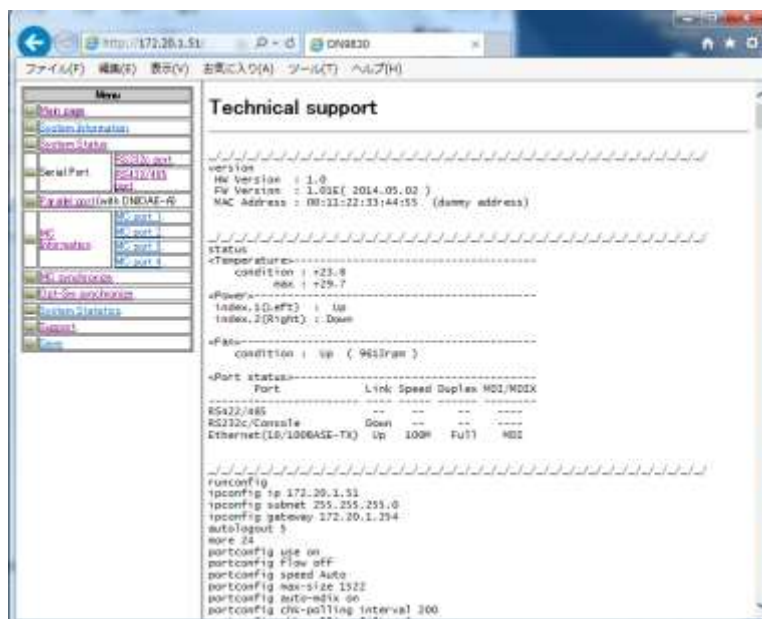 http://172.20.1.51
DN9830
ファイル(F) 編集(E) 表示(V) お気に入り(A) ツール(T) ヘルプ(H)
Menu
Main page
System Information
System Status
Serial Port
RS232c port
RS422/485 port
Parallel port
MC Information
MC port 1
MC port 2
MC port 3
MC port 4
MC synchronize
System Statistics
Support
Save
Technical support
_/_/_/_/_/_/_/_/_/_/_/_/_/_/_/_/_/_/_/_/_/_/_/_/_/_/_/_/_/_/_/_/_/_/_/
version
HW Version : 1.0
FW Version : 1.01E( 2014.05.02 )
MAC Address : 00:11:22:33:44:55 (dummy address)
_/_/_/_/_/_/_/_/_/_/_/_/_/_/_/_/_/_/_/_/_/_/_/_/_/_/_/_/_/_/_/_/_/_/_/
status
<Temperature>-----------------------------------
condition : +23.8
max : +29.7
<Power>-----------------------------------------
index.1(Left) : Up
index.2(Right) : Down
<Fan>-------------------------------------------
condition : Up ( 9613rpm )
<Port status>-----------------------------------
Port Link Speed Duplex MDI/MDIX
RS422/485 -- -- -- ----
RS232c/Console Down -- -- ----
Ethernet(10/100BASE-TX) Up 100M Full MDI
_/_/_/_/_/_/_/_/_/_/_/_/_/_/_/_/_/_/_/_/_/_/_/_/_/_/_/_/_/_/_/_/_/_/_/
runconfig
ipconfig ip 172.20.1.51
ipconfig subnet 255.255.255.0
ipconfig gateway 172.20.1.254
autologout 5
more 24
portconfig use on
portconfig flow off
portconfig speed Auto
portconfig max-size 1522
portconfig auto-mdix on
portconfig chk-polling interval 200